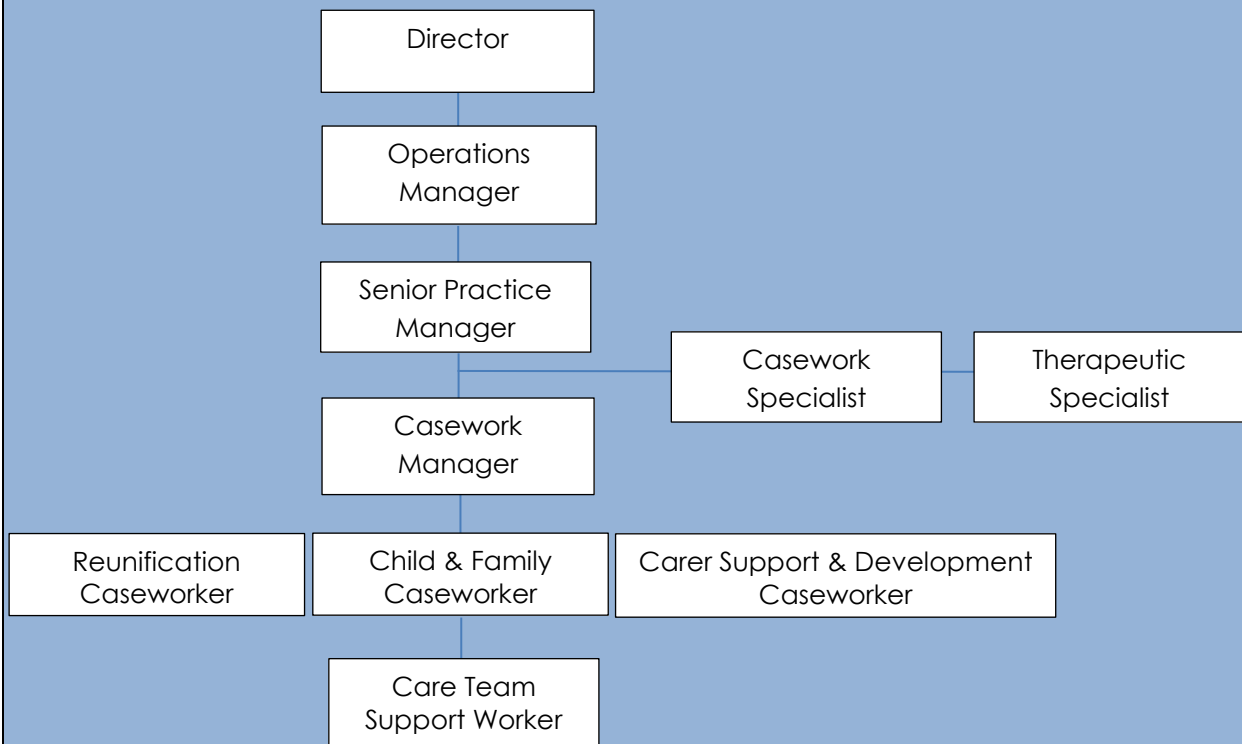 Director
Operations
Manager
Senior Practice
Manager
Casework
Specialist
Therapeutic
Specialist
Casework
Manager
Reunification
Caseworker
Child & Family
Caseworker
Carer Support & Development
Caseworker
Care Team
Support Worker